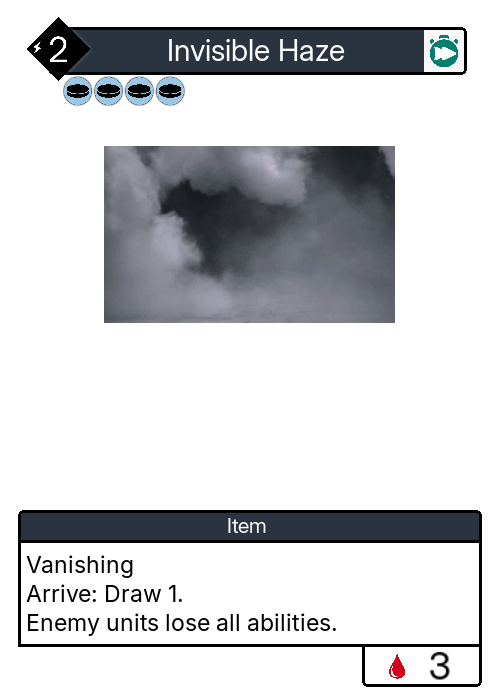 2
Invisible Haze
Item
Vanishing
Arrive: Draw 1.
Enemy units lose all abilities.
3